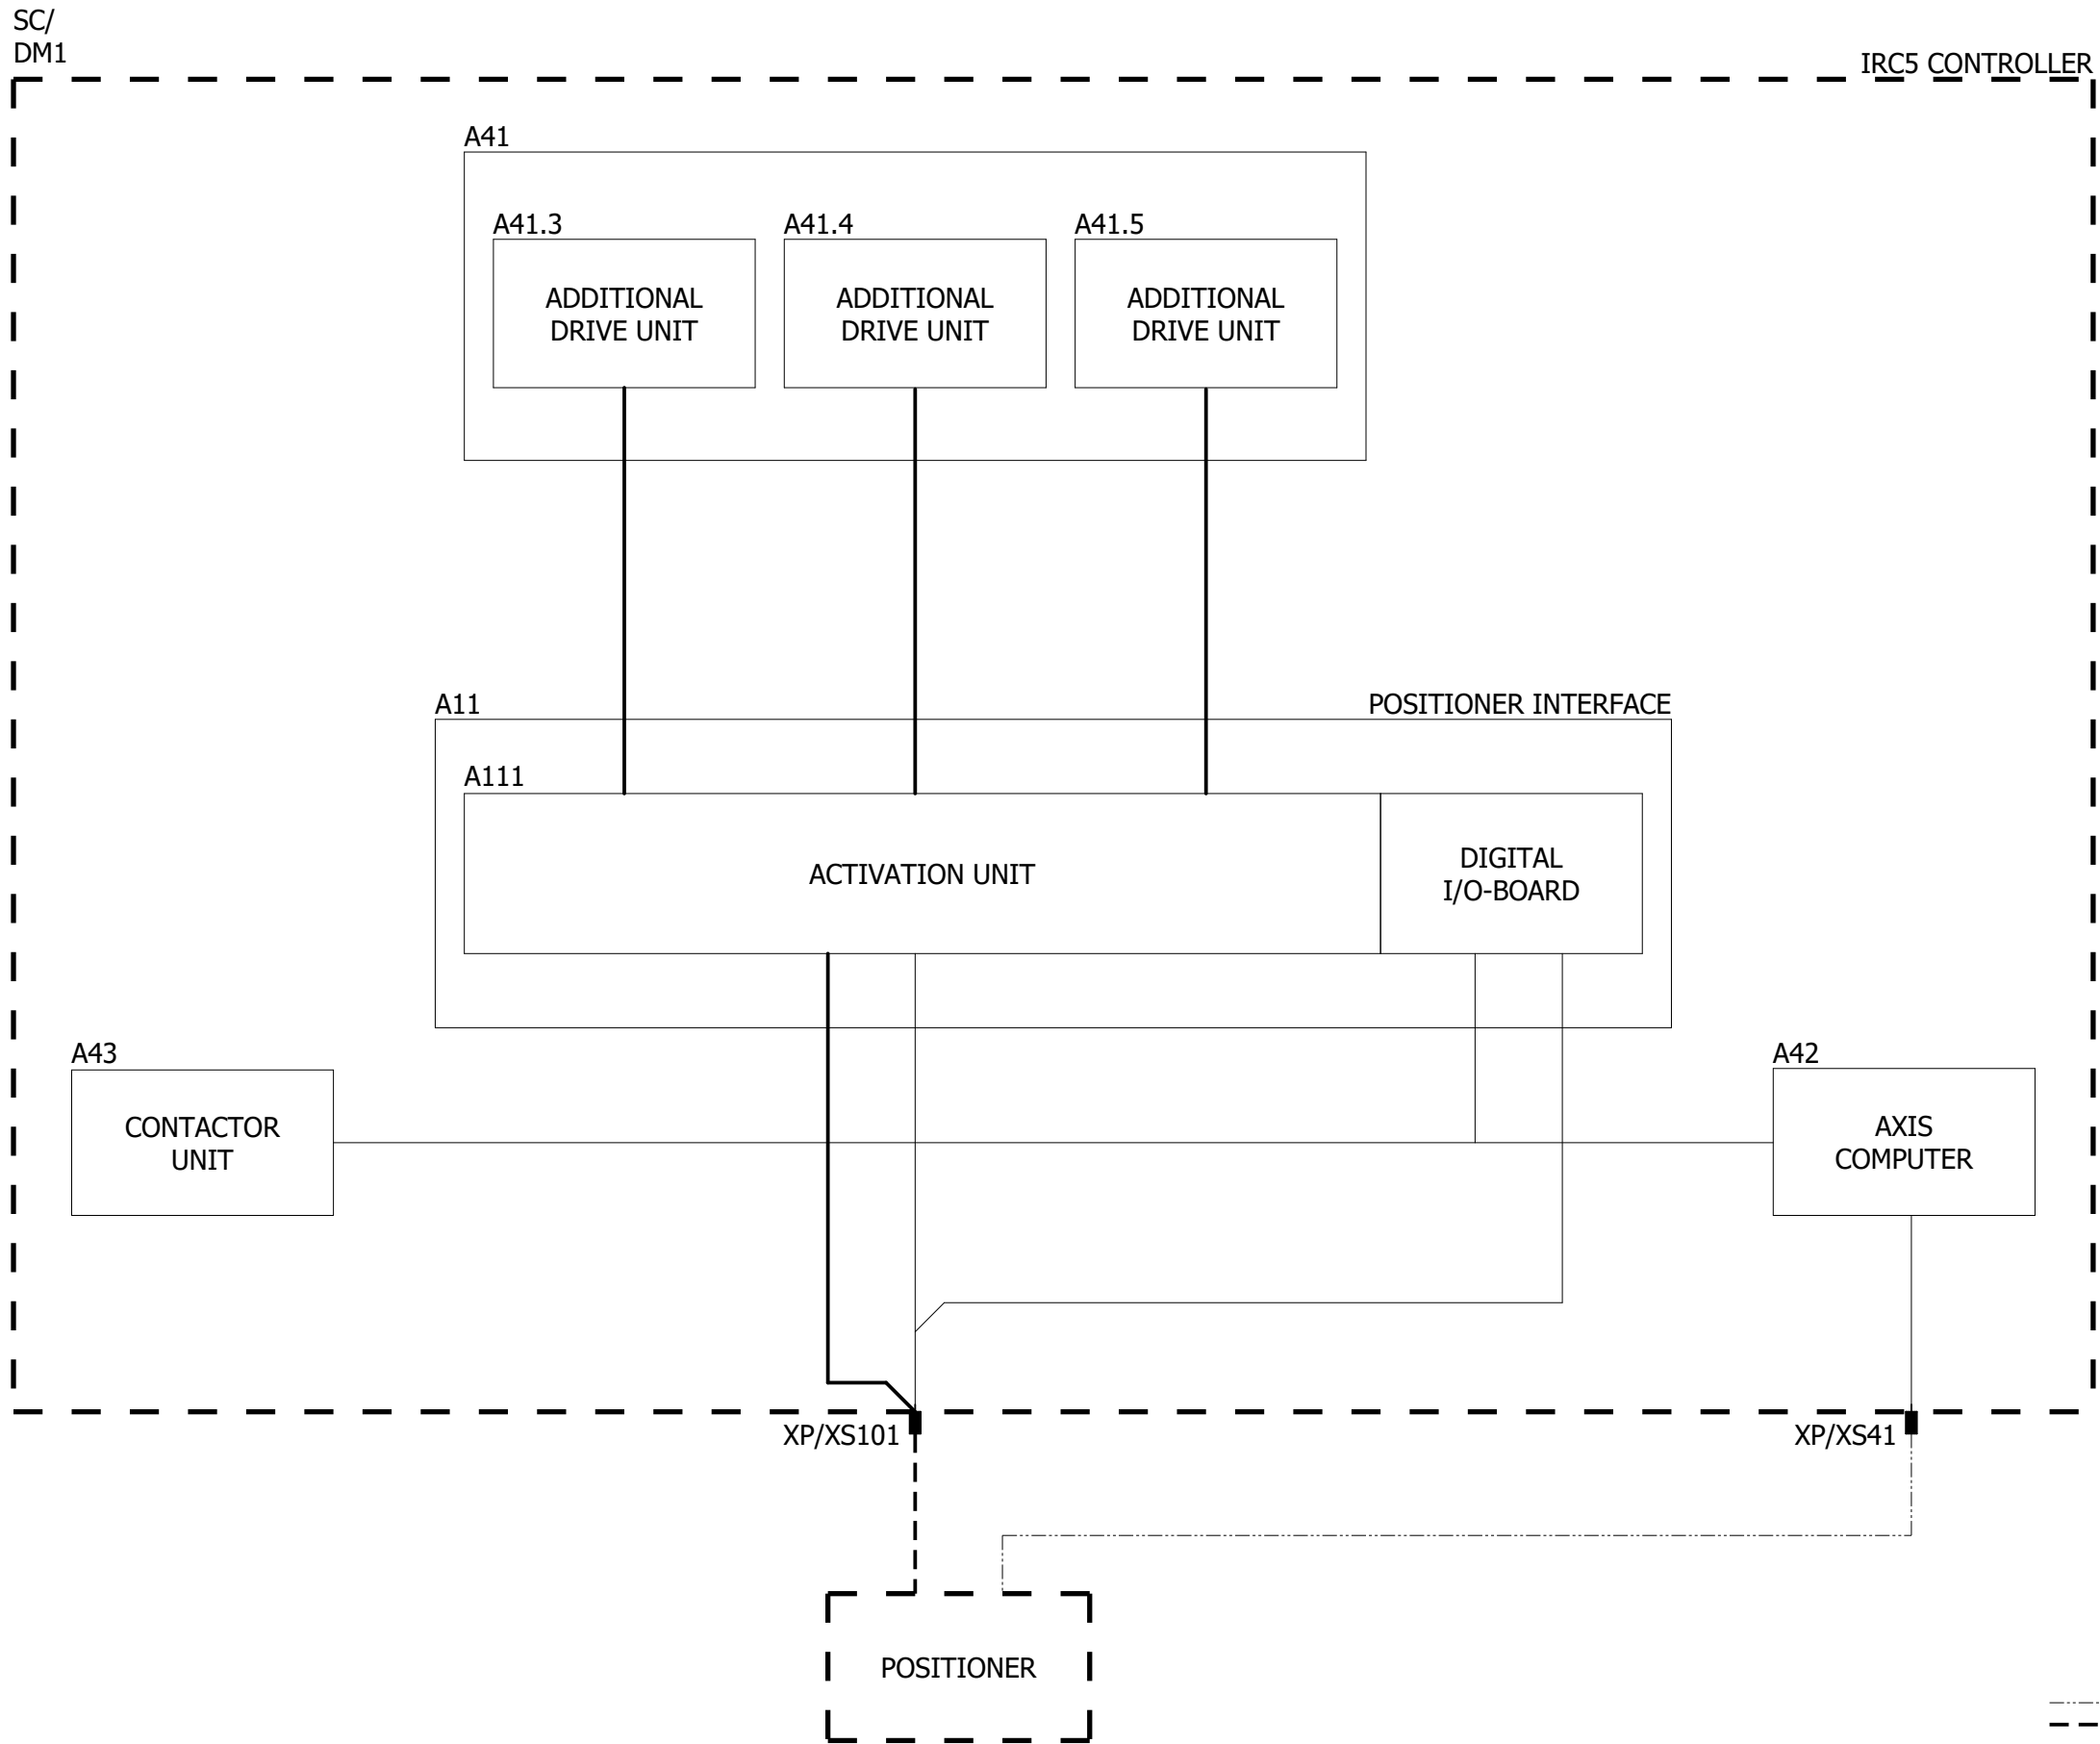 SC/
DM1
IRC5 CONTROLLER
A41
A41.3
A41.4
A41.5
ADDITIONAL
DRIVE UNIT
ADDITIONAL
DRIVE UNIT
ADDITIONAL
DRIVE UNIT
A11
POSITIONER INTERFACE
A111
ACTIVATION UNIT
DIGITAL
I/O-BOARD
A43
CONTACTOR
UNIT
A42
AXIS
COMPUTER
XP/XS101
XP/XS41
POSITIONER